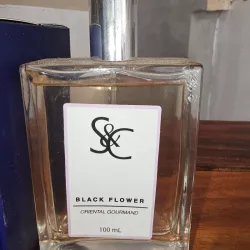 S&C
BLACK FLOWER
ORIENTAL GOURMAND
100 mL